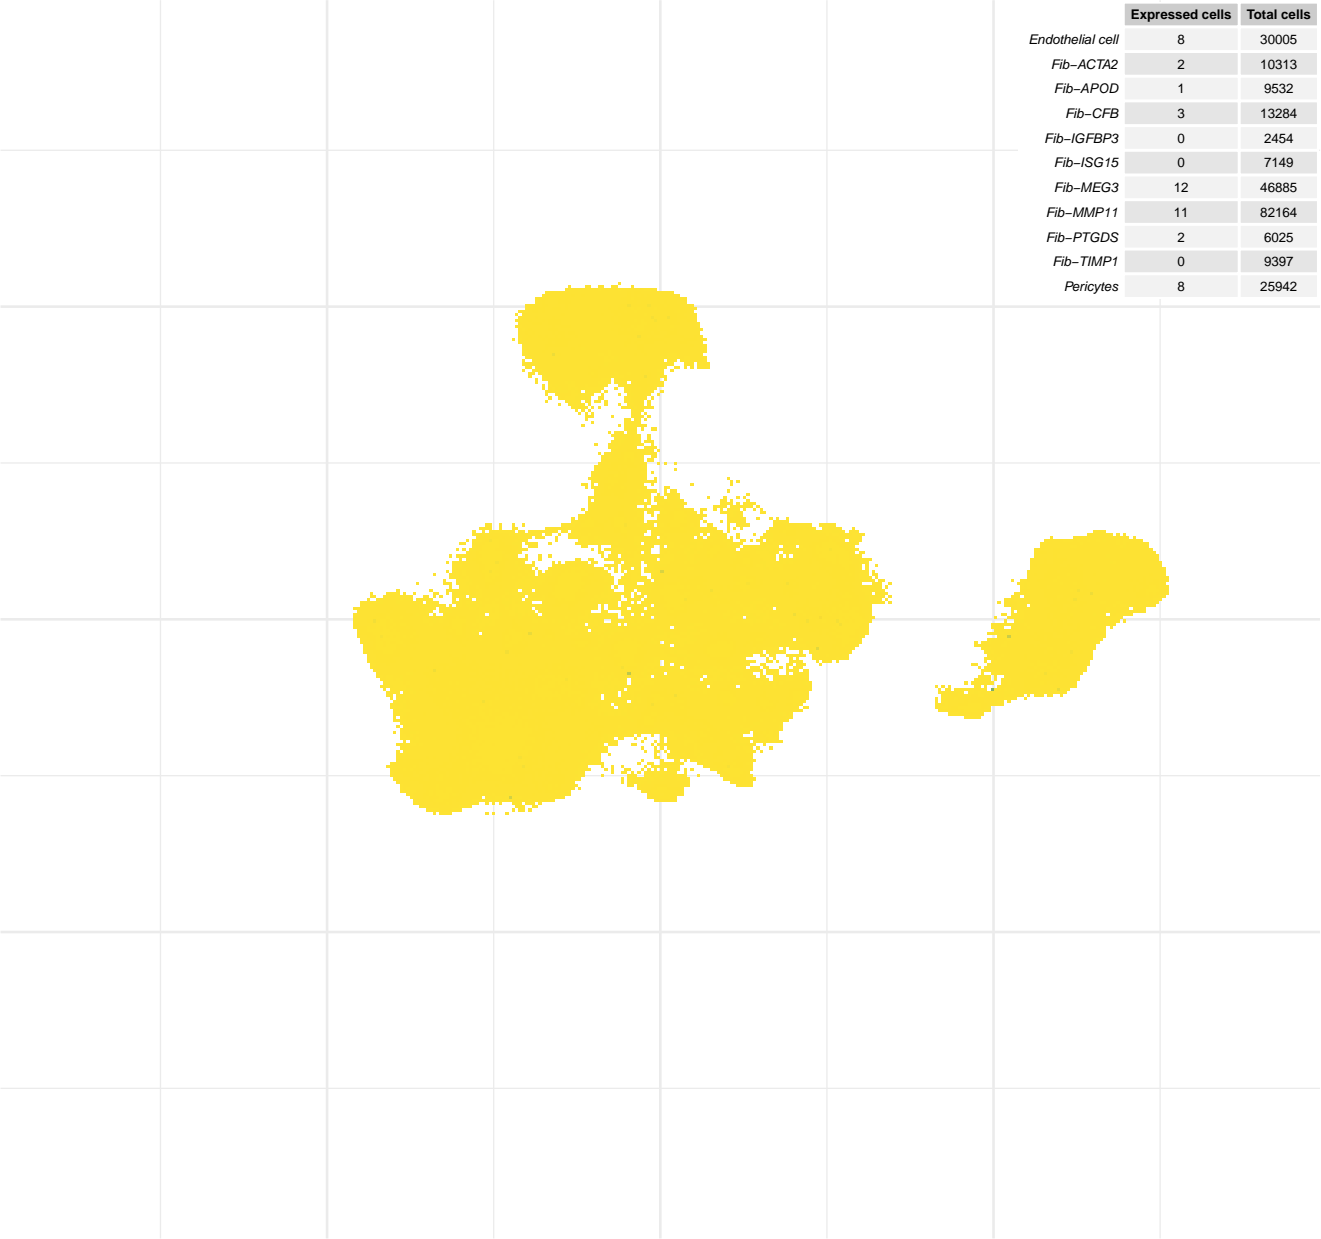 Expressed cells Total cells
Endothelial cell 8 30005
Fib−ACTA2 2 10313
Fib−APOD 1 9532
Fib−CFB 3 13284
Fib−IGFBP3 0 2454
Fib−ISG15 0 7149
Fib−MEG3 12 46885
Fib−MMP11 11 82164
Fib−PTGDS 2 6025
Fib−TIMP1 0 9397
Pericytes 8 25942